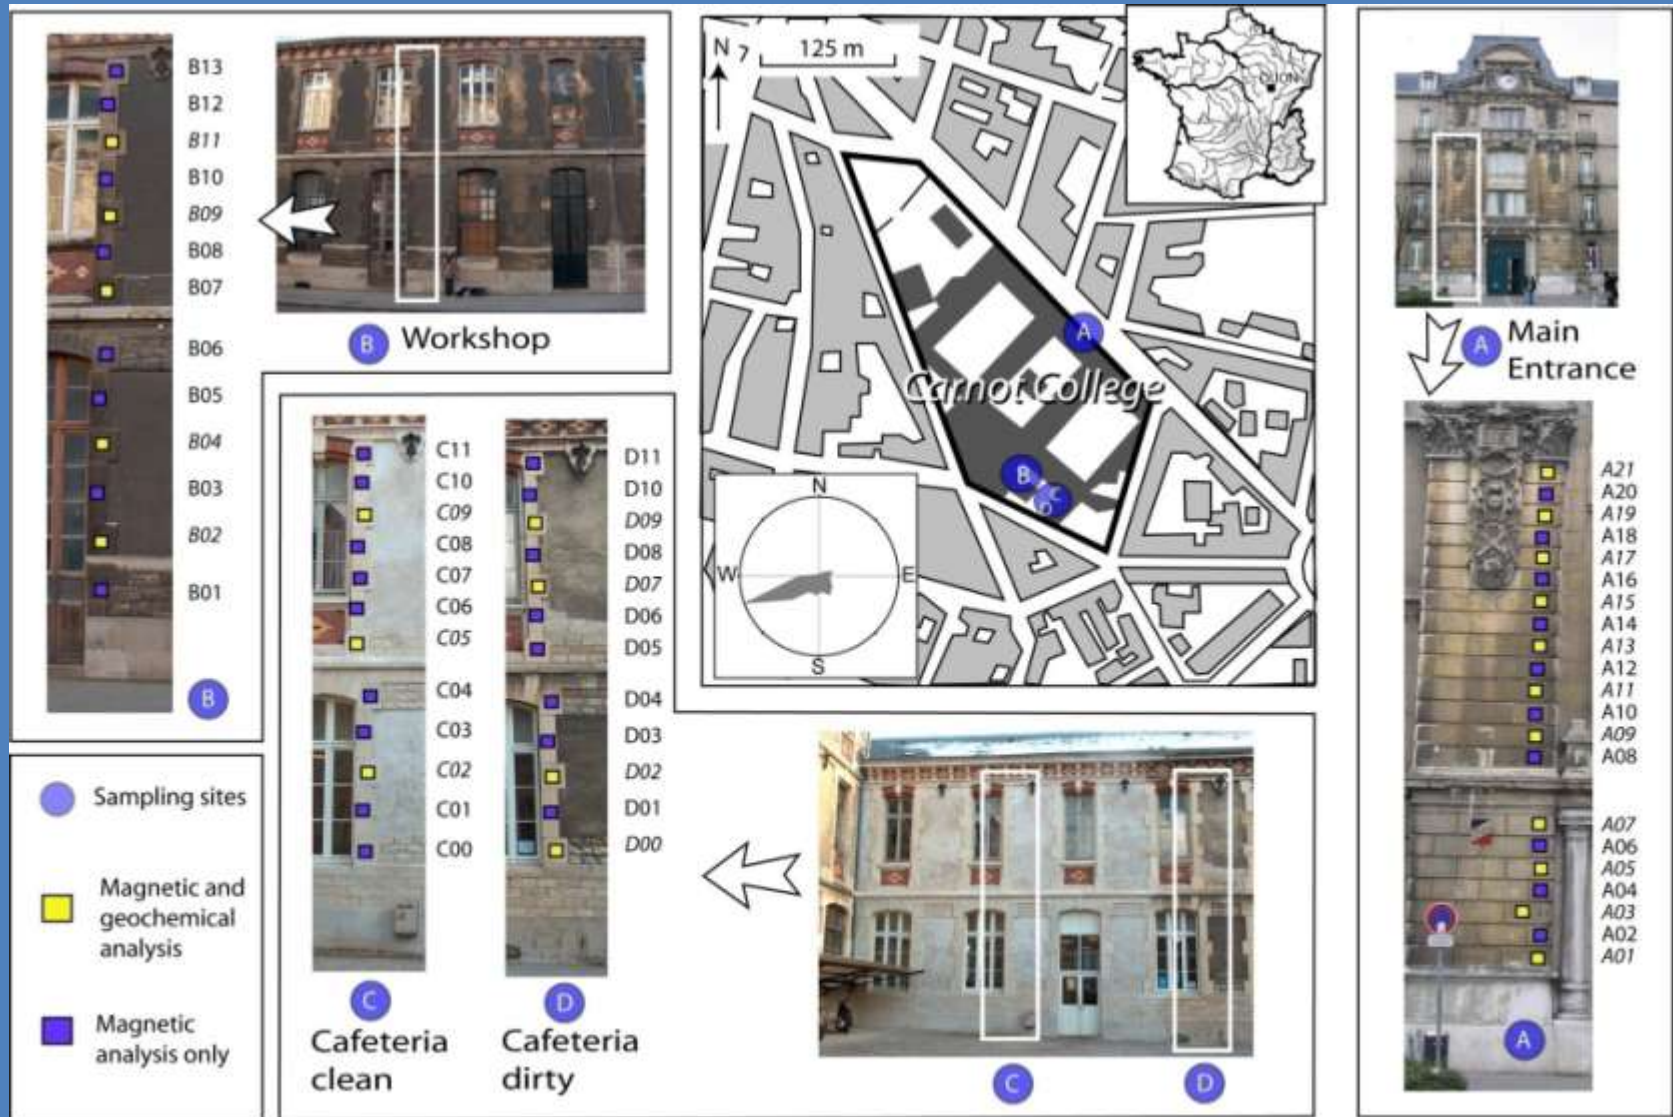 B13
B12
B11
B10
B09
B08
B07
B06
B05
B04
B03
B02
B01
B
B Workshop
N
125 m
DIJON
A
Carnot College
B
C
D
N
W
E
S
A Main
Entrance
A21
A20
A19
A18
A17
A16
A15
A14
A13
A12
A11
A10
A09
A08
A07
A06
A05
A04
A03
A02
A01
A
C11
C10
C09
C08
C07
C06
C05
C04
C03
C02
C01
C00
C
Cafeteria
clean
D11
D10
D09
D08
D07
D06
D05
D04
D03
D02
D01
D00
D
Cafeteria
dirty
C
D
Sampling sites
Magnetic and
geochemical
analysis
Magnetic
analysis only